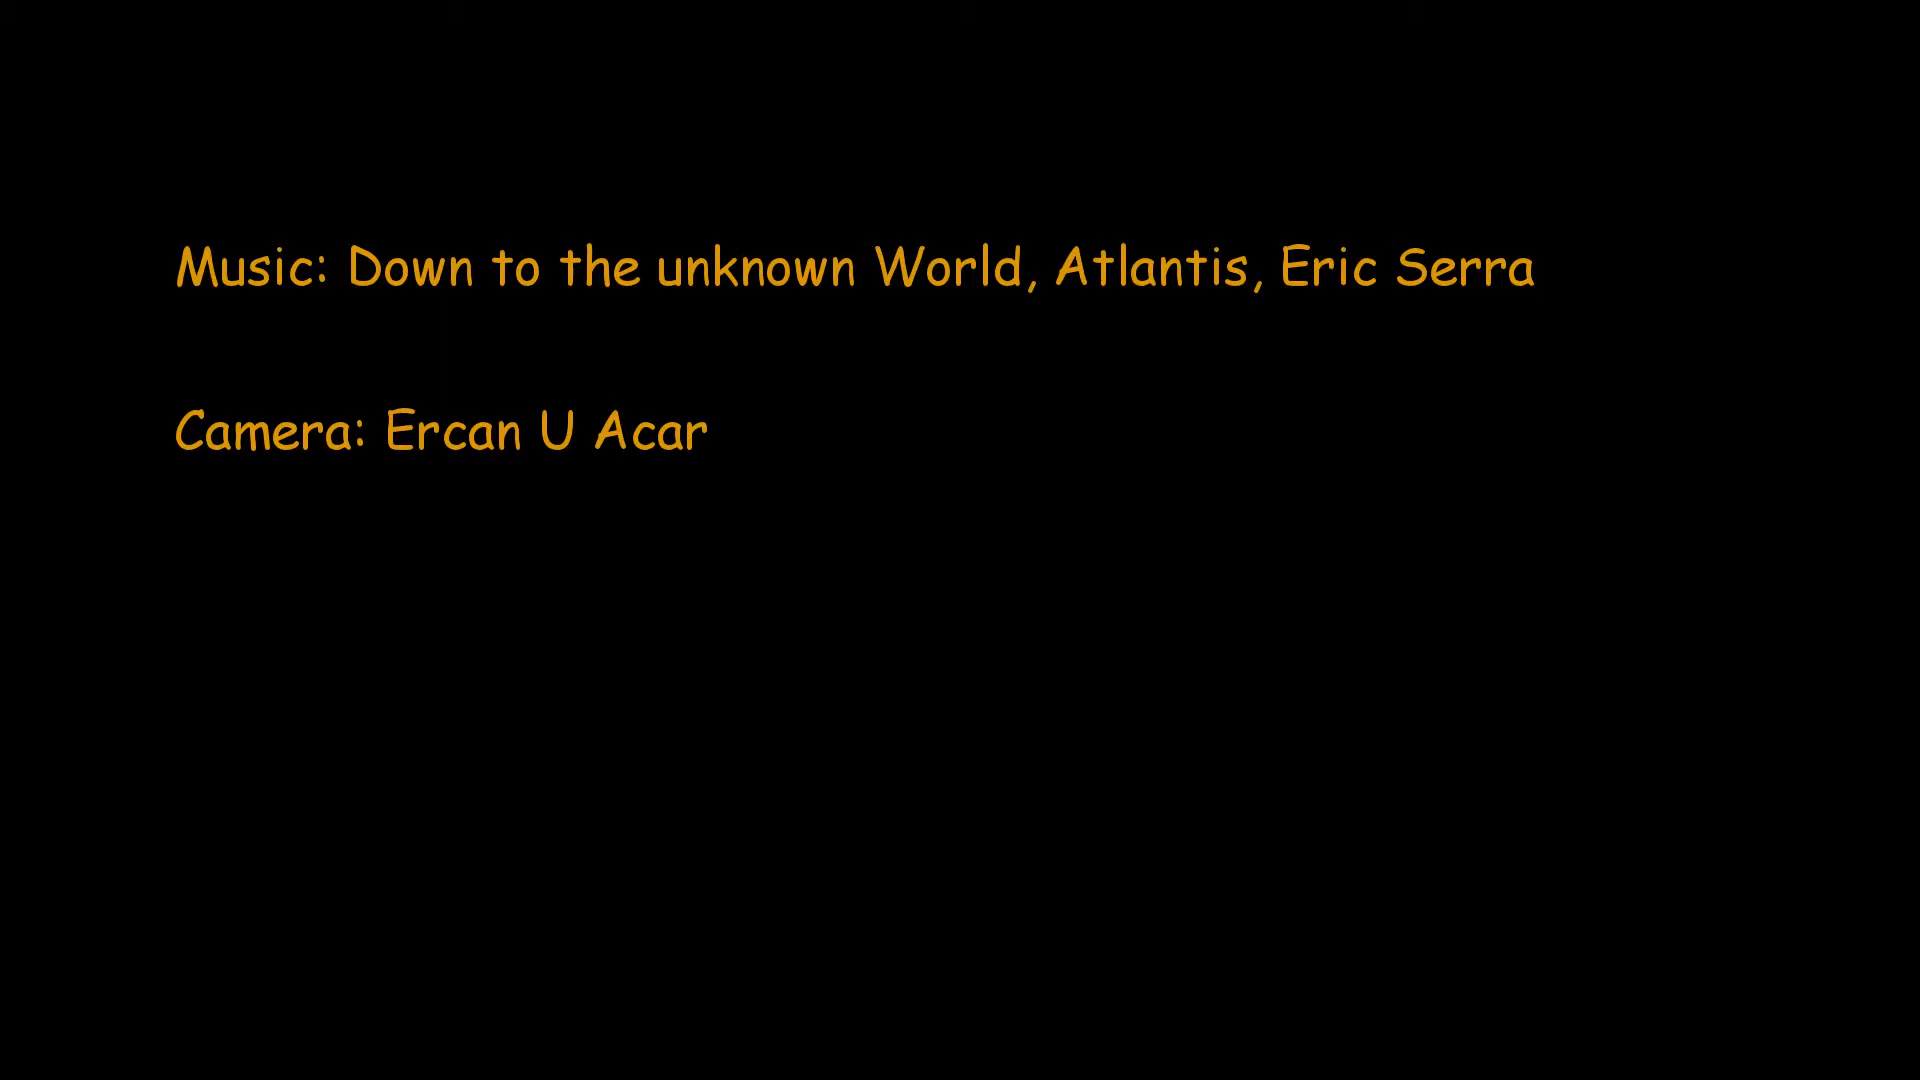 Music: Down to the unknown World, Atlantis, Eric Serra
Camera: Ercan U Acar